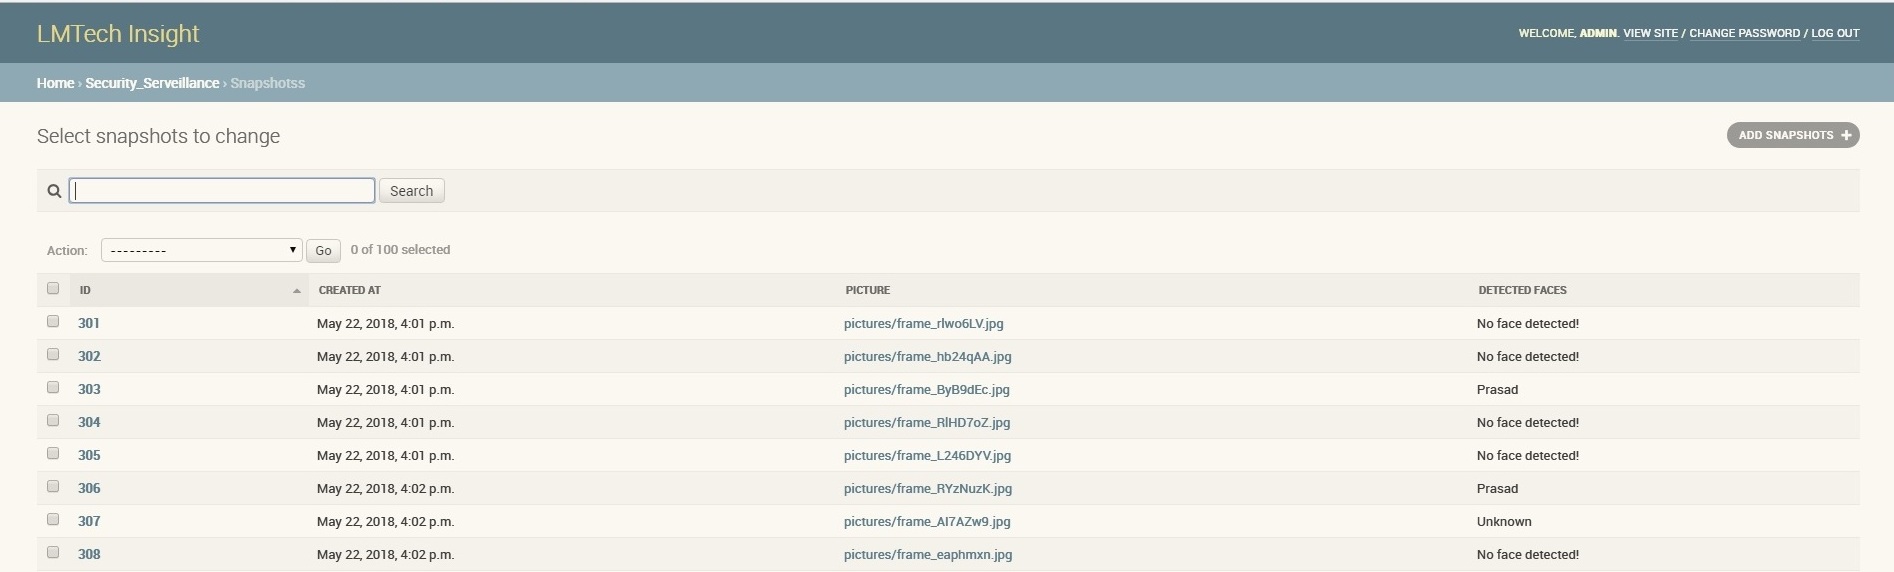 LMTech Insight
WELCOME, ADMIN. VIEW SITE / CHANGE PASSWORD / LOG OUT
Home › Security_Serveillance › Snapshotss
Select snapshots to change
ADD SNAPSHOTS +
Search
Action: --------- Go 0 of 100 selected
ID CREATED AT PICTURE DETECTED FACES
301 May 22, 2018, 4:01 p.m. pictures/frame_rlwo6LV.jpg No face detected!
302 May 22, 2018, 4:01 p.m. pictures/frame_hb24qAA.jpg No face detected!
303 May 22, 2018, 4:01 p.m. pictures/frame_ByB9dEc.jpg Prasad
304 May 22, 2018, 4:01 p.m. pictures/frame_RlHD7oZ.jpg No face detected!
305 May 22, 2018, 4:01 p.m. pictures/frame_L246DYV.jpg No face detected!
306 May 22, 2018, 4:02 p.m. pictures/frame_RYzNuzK.jpg Prasad
307 May 22, 2018, 4:02 p.m. pictures/frame_AI7AZw9.jpg Unknown
308 May 22, 2018, 4:02 p.m. pictures/frame_eaphmxn.jpg No face detected!